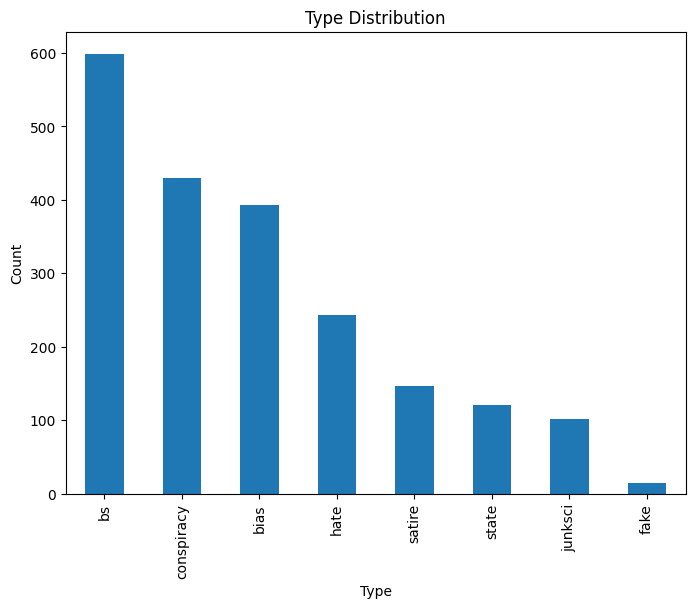 Type Distribution
Count
600
500
400
300
200
100
0
bs
conspiracy
bias
hate
satire
state
junksci
fake
Type